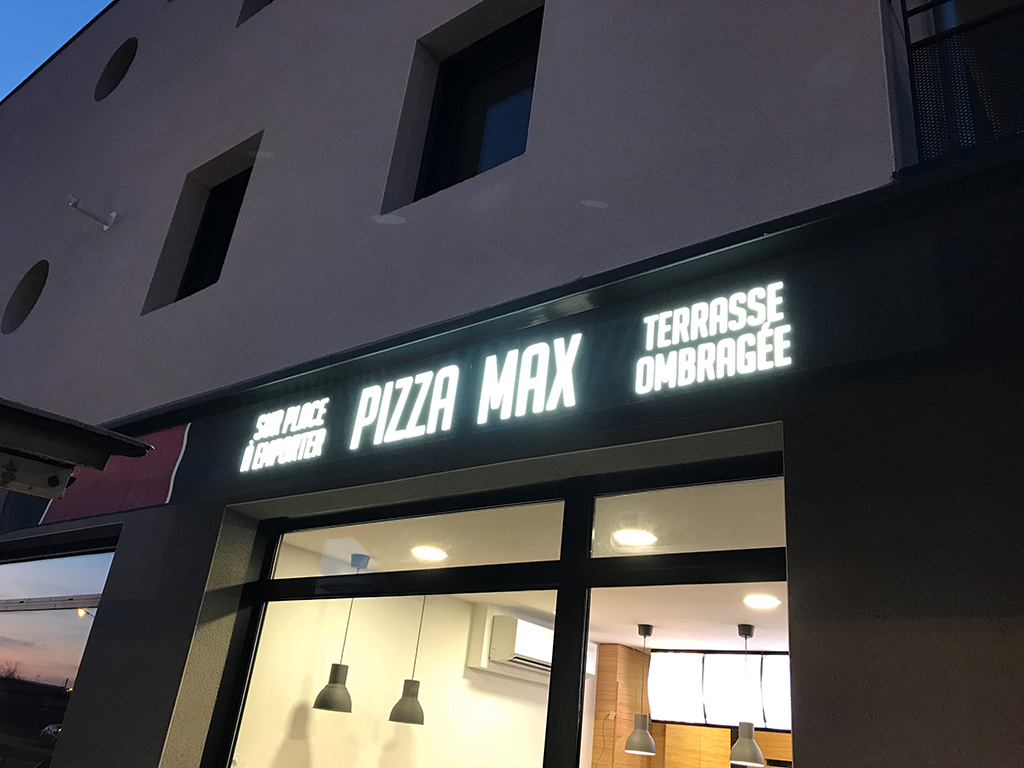 SUR PLACE
À EMPORTER
PIZZA MAX
TERRASSE
OMBRAGÉE